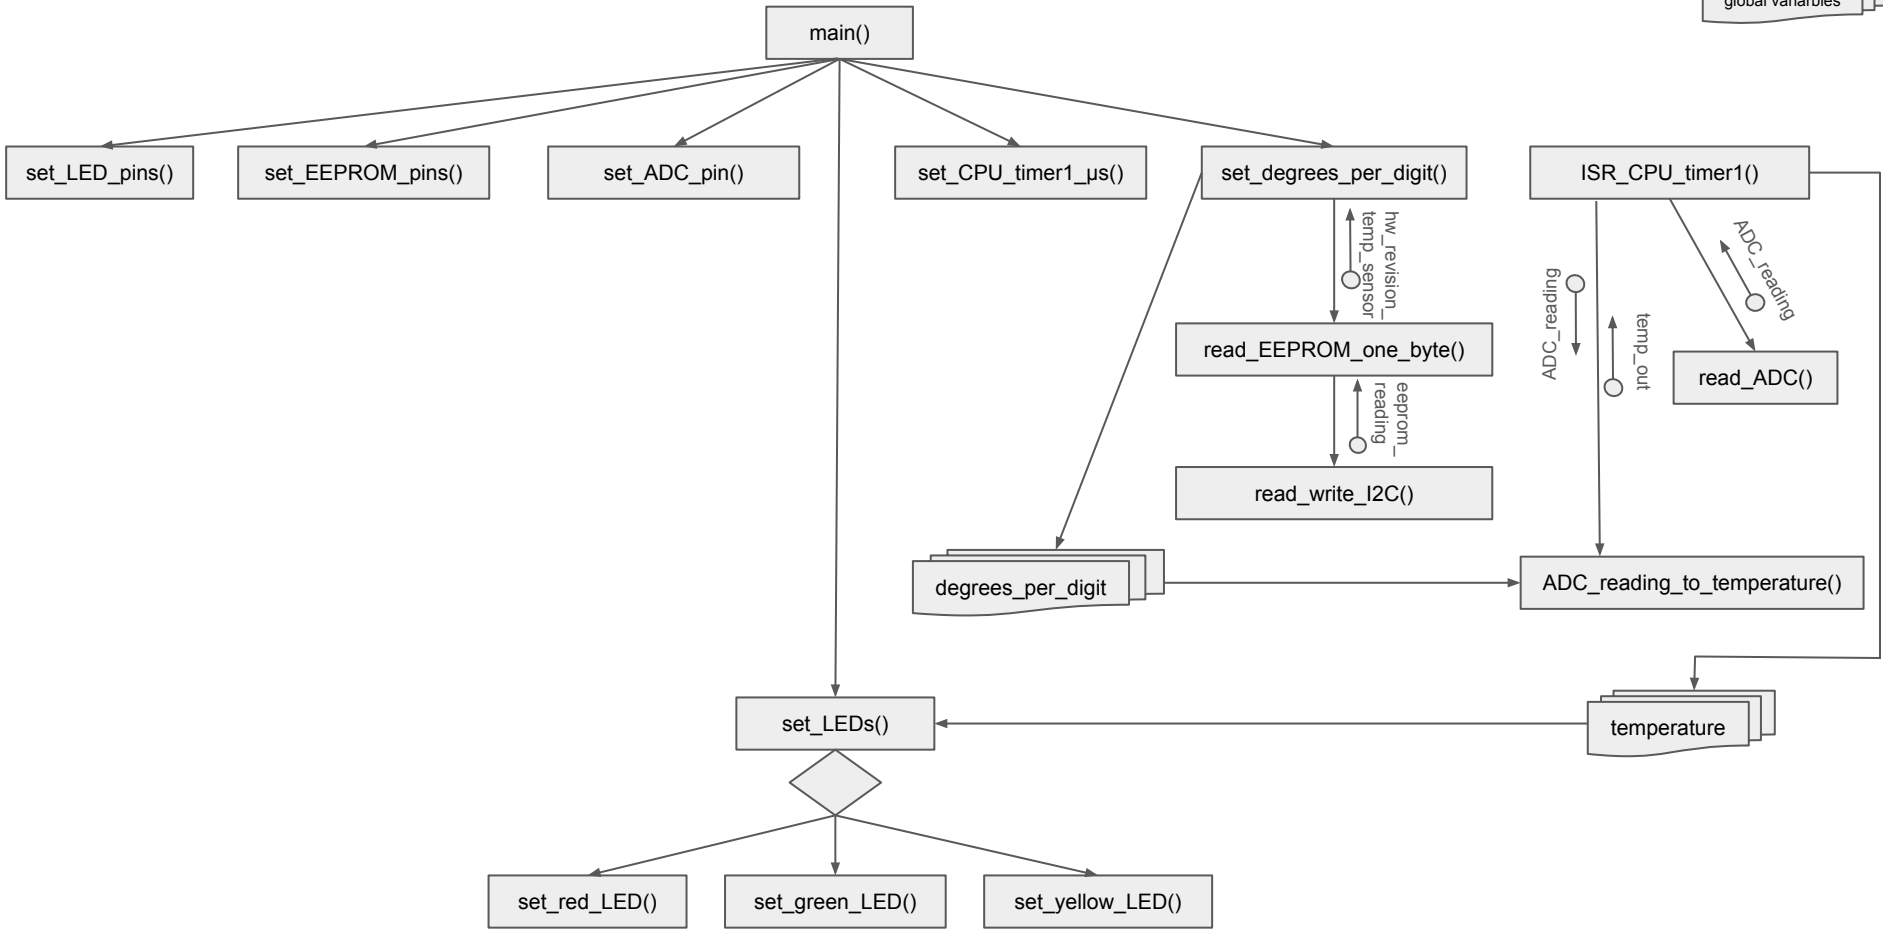 global varialbles
main()
set_LED_pins()
set_EEPROM_pins()
set_ADC_pin()
set_CPU_timer1_µs()
set_degrees_per_digit()
ISR_CPU_timer1()
hw_revision_
temp_sensor
ADC_reading
ADC_reading
temp_out
read_EEPROM_one_byte()
read_ADC()
eeprom_
reading
read_write_I2C()
degrees_per_digit
ADC_reading_to_temperature()
set_LEDs()
temperature
set_red_LED()
set_green_LED()
set_yellow_LED()